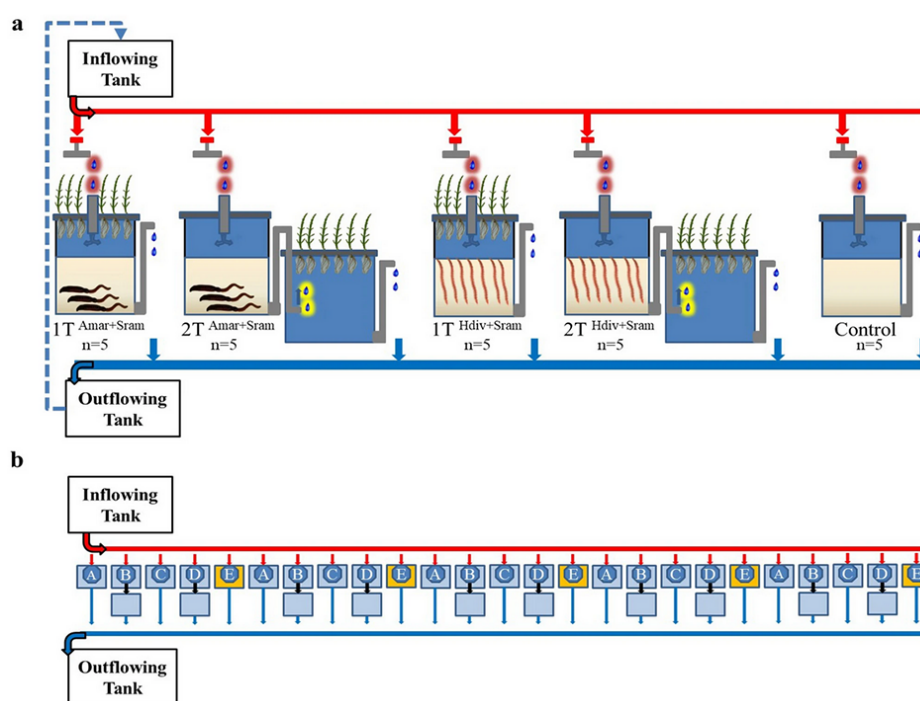 a
Inflowing
Tank
1T Amar+Sram
n=5
2T Amar+Sram
n=5
1T Hdiv+Sram
n=5
2T Hdiv+Sram
n=5
Control
n=5
Outflowing
Tank
b
Inflowing
Tank
A B C D E A B C D E A B C D E A B C D E A B C D E
Outflowing
Tank